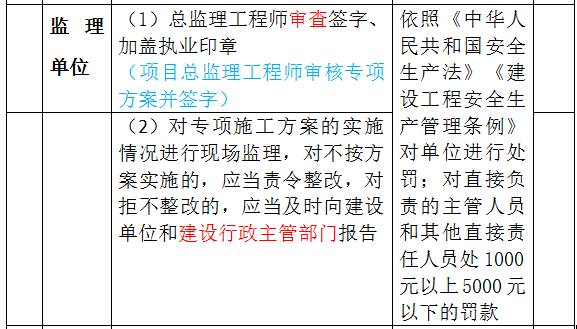 监 理
单位
（1）总监理工程师审查签字、
加盖执业印章
（项目总监理工程师审核专项
方案并签字）
（2）对专项施工方案的实施
情况进行现场监理，对不按方
案实施的，应当责令整改，对
拒不整改的，应当及时向建设
单位和建设行政主管部门报告
依照《中华人
民共和国安全
生产法》《建
设工程安全生
产管理条例》
对单位进行处
罚；对直接负
责的主管人员
和其他直接责
任人员处 1000
元以上 5000 元
以下的罚款